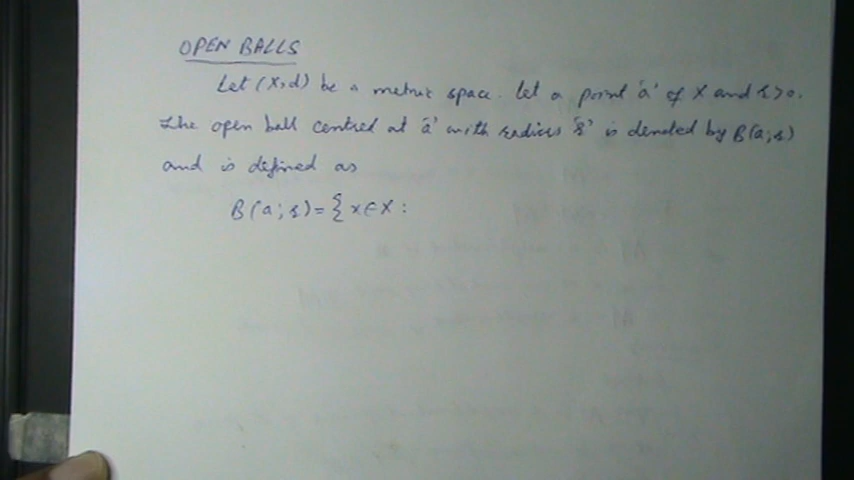 OPEN BALLS
Let (X,d) be a metric space. Let a point 'a' of X and r>0.
The open ball centred at 'a' with radius 'r' is denoted by B(a;r)
and is defined as
B(a;r)={x∈X: